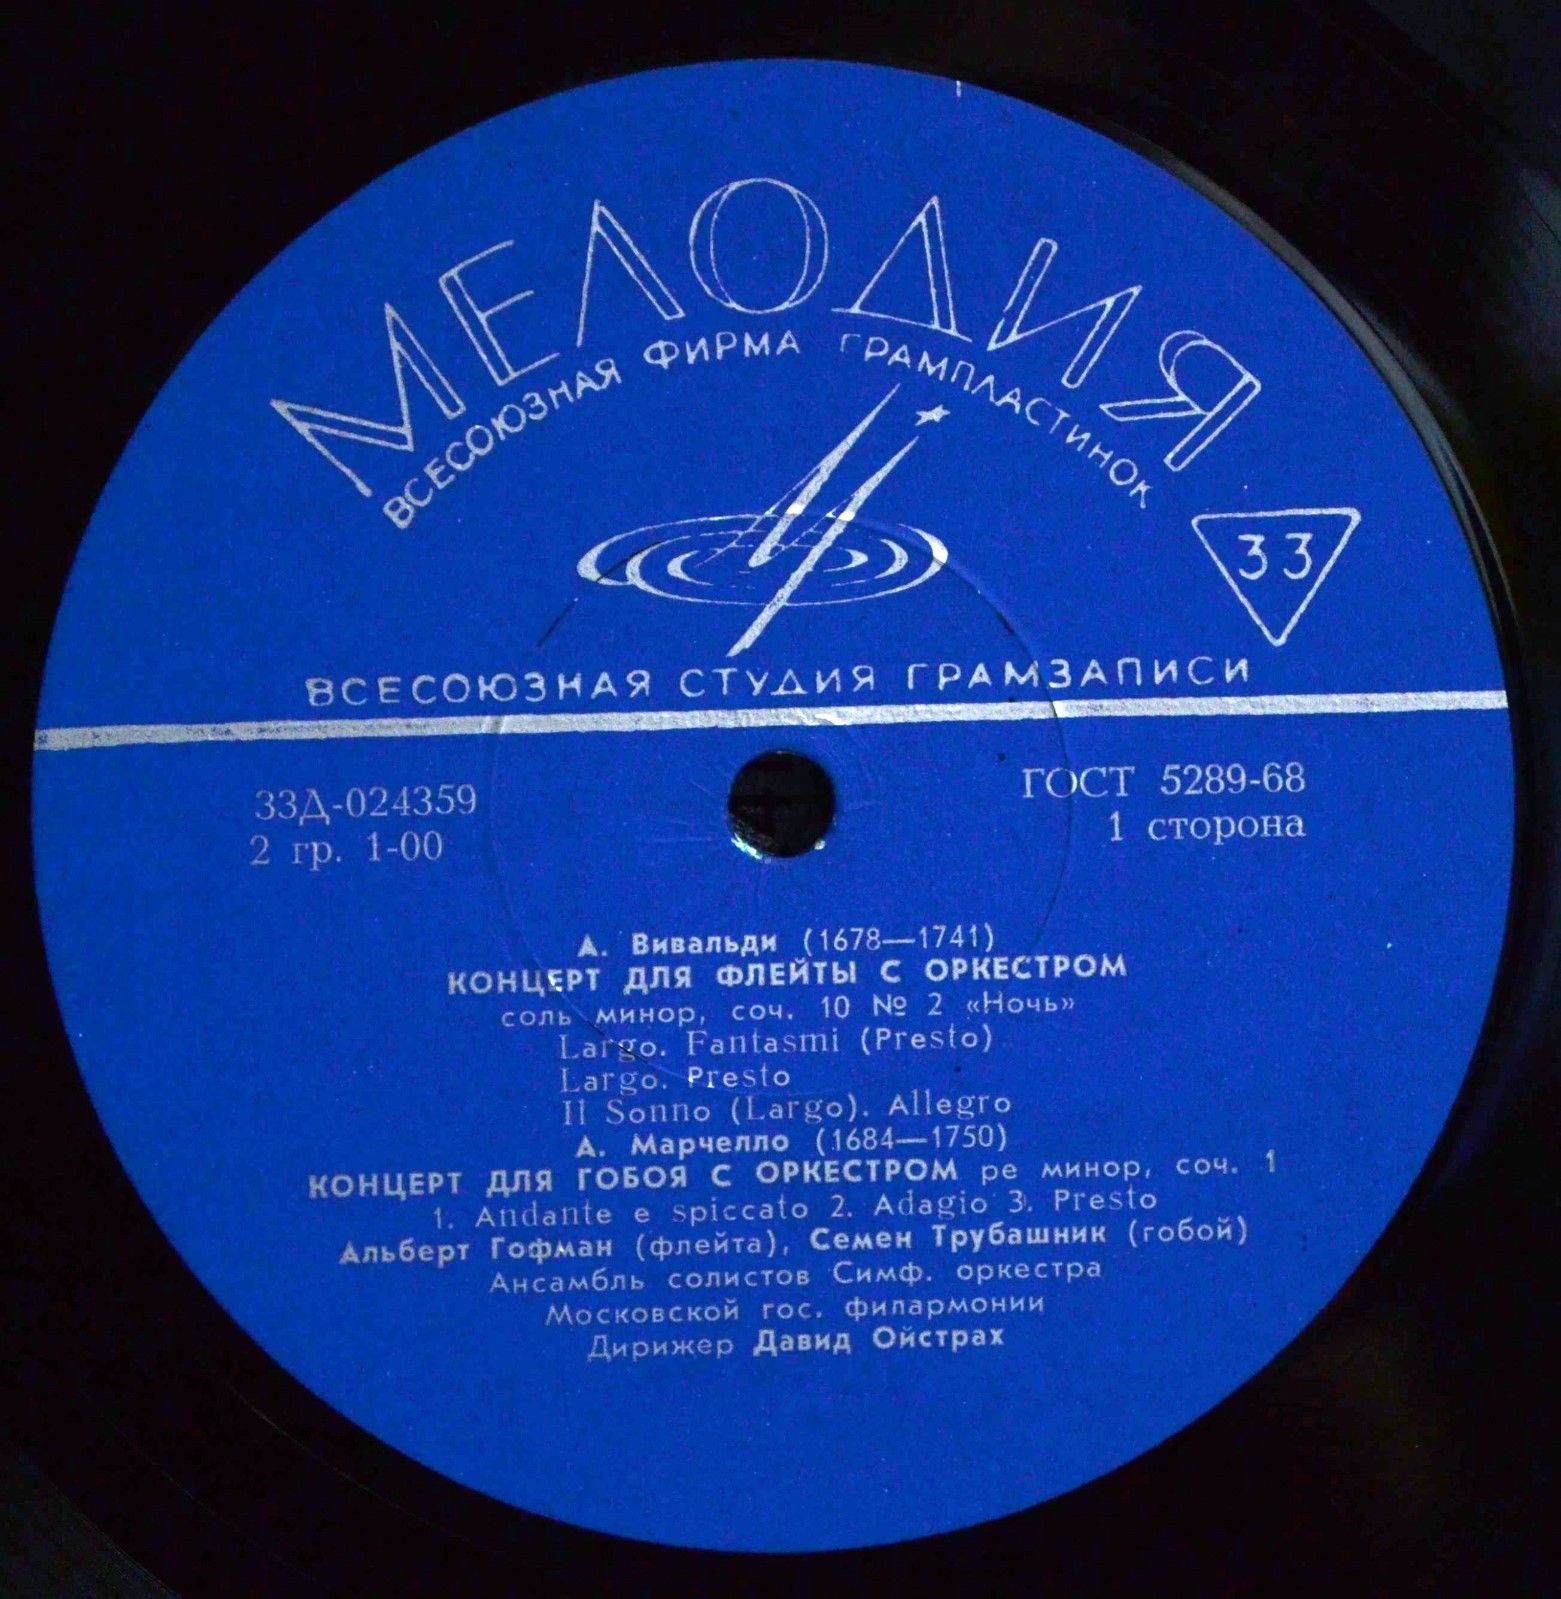 МЕЛОДИЯ
ВСЕСОЮЗНАЯ ФИРМА ГРАМПЛАСТИНОК
33
ВСЕСОЮЗНАЯ СТУДИЯ ГРАМЗАПИСИ
33Д-024359
2 гр. 1-00
ГОСТ 5289-68
1 сторона
А. Вивальди (1678—1741)
КОНЦЕРТ ДЛЯ ФЛЕЙТЫ С ОРКЕСТРОМ
соль минор, соч. 10 № 2 «Ночь»
Largo. Fantasmi (Presto)
Largo. Presto
Il Sonno (Largo). Allegro
А. Марчелло (1684—1750)
КОНЦЕРТ ДЛЯ ГОБОЯ С ОРКЕСТРОМ ре минор, соч. 1
1. Andante e spiccato 2. Adagio 3. Presto
Альберт Гофман (флейта), Семен Трубашник (гобой)
Ансамбль солистов Симф. оркестра
Московской гос. филармонии
Дирижер Давид Ойстрах